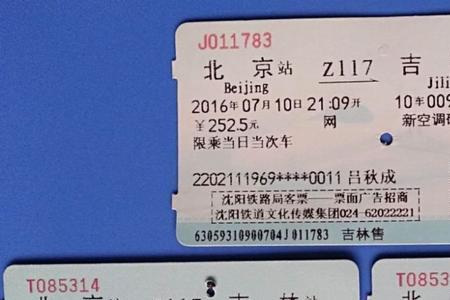 J011783
北 京站 Z117 吉
Beijing Jili
2016年07月10日21:09开 10车009
￥252.5元 网 新空调
限乘当日当次车
2202111969****0011 吕秋成
沈阳铁路局客票——票面广告招商
沈阳铁道文化传媒集团024-62022221
63059310900704J011783 吉林售
T085314 T0853